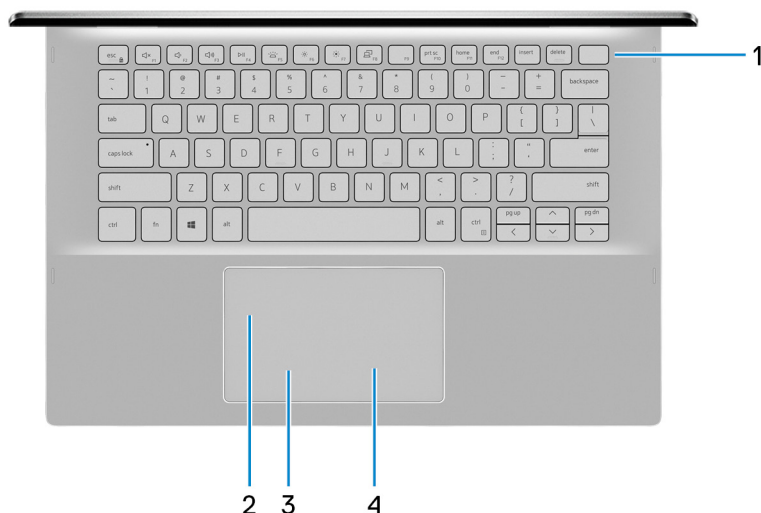 esc F1 F2 F3 F4 F5 F6 F7 F8 F9 prt sc F10 home F11 end F12 insert delete 1
~ ` ! 1 @ 2 # 3 $ 4 % 5 ^ 6 & 7 * 8 ( 9 ) 0 _ - + = backspace
tab Q W E R T Y U I O P { [ } ] | \
caps lock A S D F G H J K L : ; " ' enter
shift Z X C V B N M < , > . ? / shift
ctrl fn alt alt ctrl pg up pg dn
2 3 4